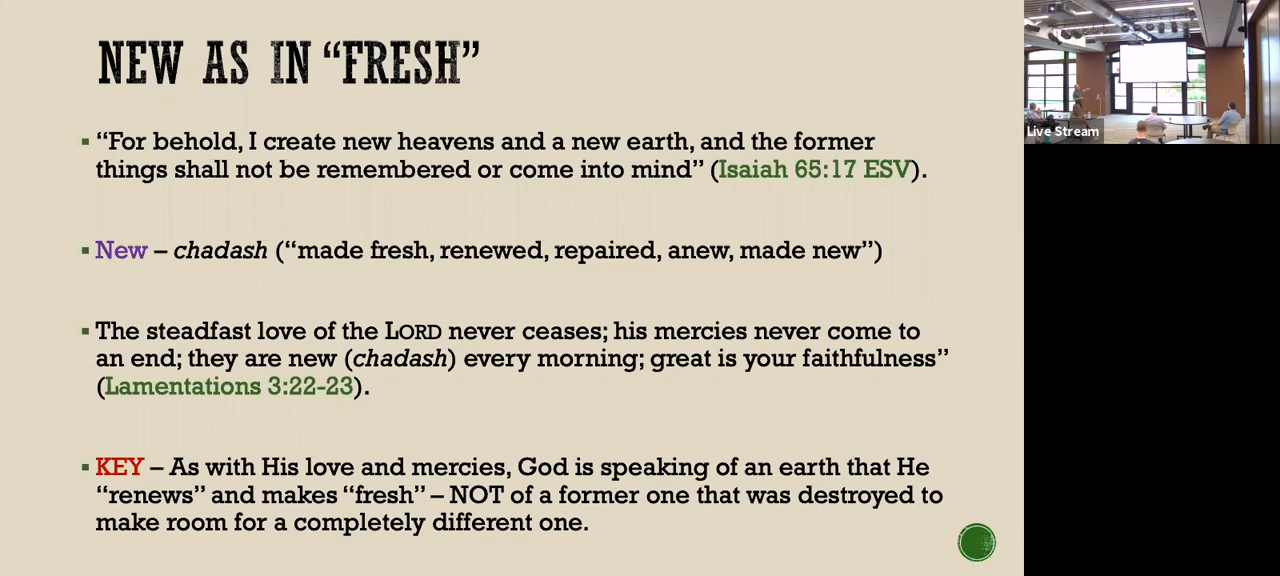 NEW AS IN “FRESH”
▪ “For behold, I create new heavens and a new earth, and the former
things shall not be remembered or come into mind” (Isaiah 65:17 ESV).
▪ New – chadash (“made fresh, renewed, repaired, anew, made new”)
▪ The steadfast love of the LORD never ceases; his mercies never come to
an end; they are new (chadash) every morning; great is your faithfulness”
(Lamentations 3:22-23).
▪ KEY – As with His love and mercies, God is speaking of an earth that He
“renews” and makes “fresh” – NOT of a former one that was destroyed to
make room for a completely different one.
Live Stream